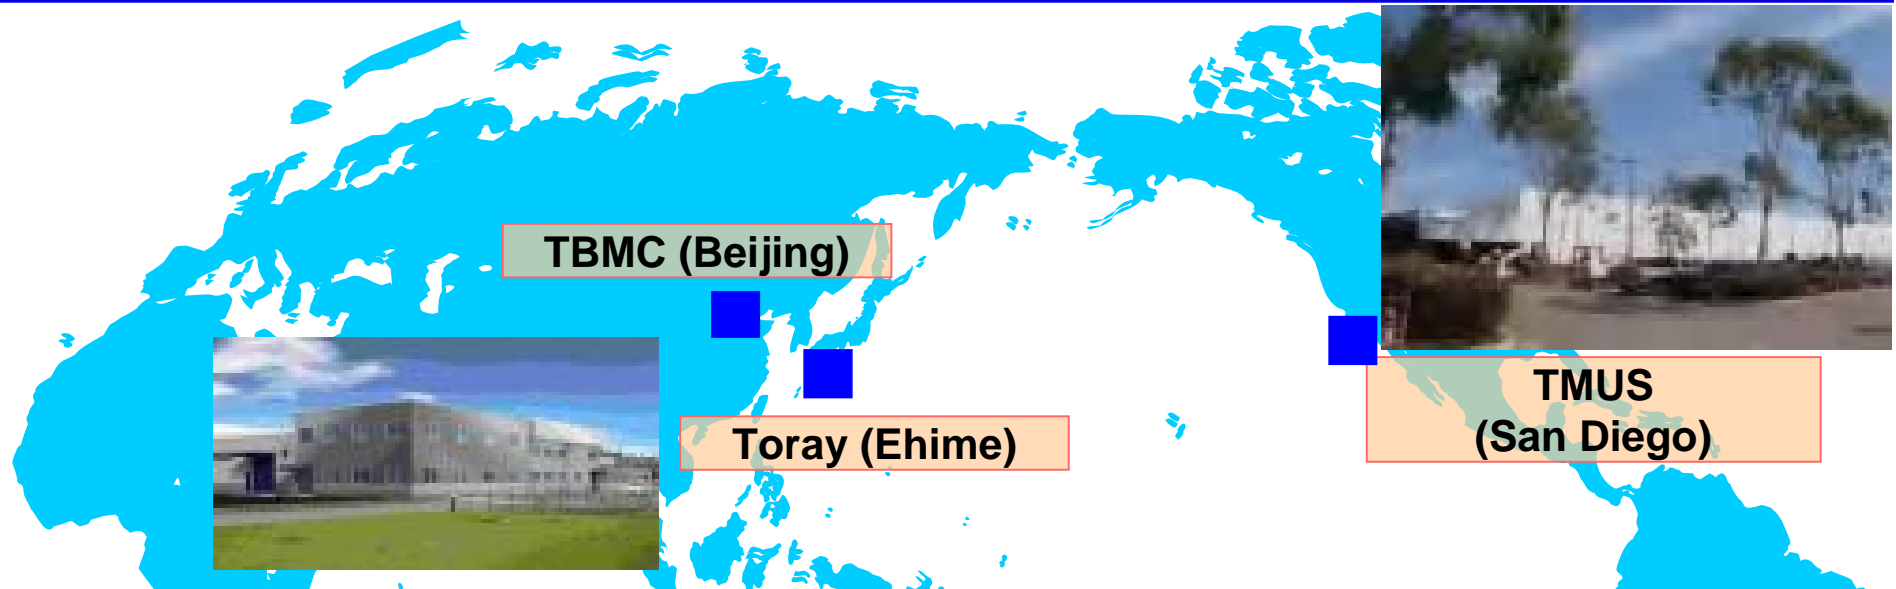 TBMC (Beijing)
Toray (Ehime)
TMUS
(San Diego)